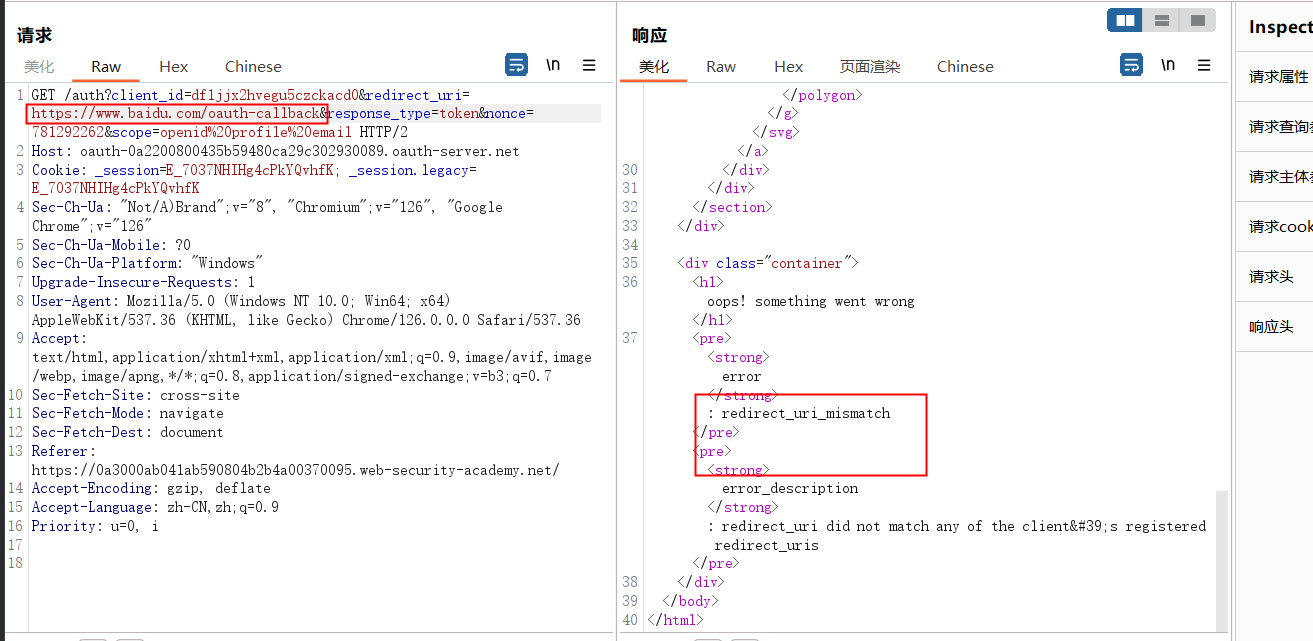 请求
美化 Raw Hex Chinese \n
1 GET /auth?client_id=dfljjx2hvegu5czckacd0&redirect_uri=
https://www.baidu.com/oauth-callback&response_type=token&nonce=
781292262&scope=openid%20profile%20email HTTP/2
2 Host: oauth-0a2200800435b59480ca29c302930089.oauth-server.net
3 Cookie: _session=E_7037NHIHg4cPkYQvhfK; _session.legacy=
E_7037NHIHg4cPkYQvhfK
4 Sec-Ch-Ua: "Not/A)Brand";v="8", "Chromium";v="126", "Google
Chrome";v="126"
5 Sec-Ch-Ua-Mobile: ?0
6 Sec-Ch-Ua-Platform: "Windows"
7 Upgrade-Insecure-Requests: 1
8 User-Agent: Mozilla/5.0 (Windows NT 10.0; Win64; x64)
AppleWebKit/537.36 (KHTML, like Gecko) Chrome/126.0.0.0 Safari/537.36
9 Accept:
text/html,application/xhtml+xml,application/xml;q=0.9,image/avif,image
/webp,image/apng,*/*;q=0.8,application/signed-exchange;v=b3;q=0.7
10 Sec-Fetch-Site: cross-site
11 Sec-Fetch-Mode: navigate
12 Sec-Fetch-Dest: document
13 Referer:
https://0a3000ab041ab590804b2b4a00370095.web-security-academy.net/
14 Accept-Encoding: gzip, deflate
15 Accept-Language: zh-CN,zh;q=0.9
16 Priority: u=0, i
17
18
响应
美化 Raw Hex 页面渲染 Chinese \n
</polygon>
</g>
</svg>
</a>
30 </div>
31 </div>
32 </section>
33 </div>
34
35 <div class="container">
36 <h1>
oops! something went wrong
</h1>
37 <pre>
<strong>
error
</strong>
: redirect_uri_mismatch
</pre>
<pre>
<strong>
error_description
</strong>
: redirect_uri did not match any of the client&#39;s registered
redirect_uris
</pre>
38 </div>
39 </body>
40 </html>
Inspect
请求属性
请求查询
请求主体
请求cook
请求头
响应头